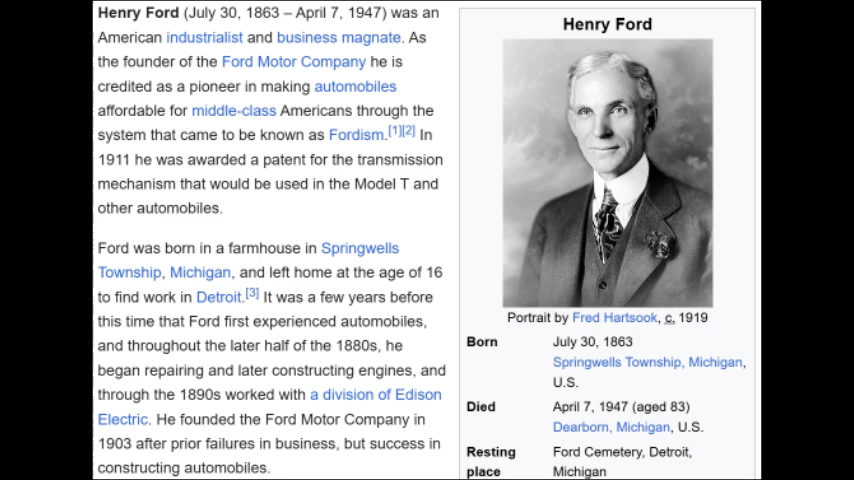 Henry Ford (July 30, 1863 – April 7, 1947) was an
American industrialist and business magnate. As
the founder of the Ford Motor Company he is
credited as a pioneer in making automobiles
affordable for middle-class Americans through the
system that came to be known as Fordism.[1][2] In
1911 he was awarded a patent for the transmission
mechanism that would be used in the Model T and
other automobiles.
Ford was born in a farmhouse in Springwells
Township, Michigan, and left home at the age of 16
to find work in Detroit.[3] It was a few years before
this time that Ford first experienced automobiles,
and throughout the later half of the 1880s, he
began repairing and later constructing engines, and
through the 1890s worked with a division of Edison
Electric. He founded the Ford Motor Company in
1903 after prior failures in business, but success in
constructing automobiles.
Henry Ford
Portrait by Fred Hartsook, c. 1919
Born July 30, 1863
Springwells Township, Michigan,
U.S.
Died April 7, 1947 (aged 83)
Dearborn, Michigan, U.S.
Resting Ford Cemetery, Detroit,
place Michigan